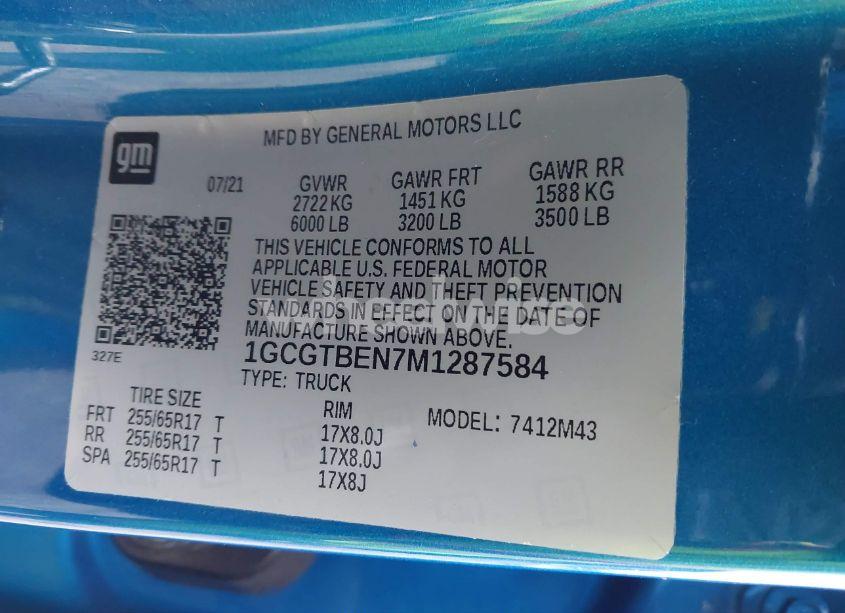 MFD BY GENERAL MOTORS LLC
gm
07/21 GVWR GAWR FRT GAWR RR
2722 KG 1451 KG 1588 KG
6000 LB 3200 LB 3500 LB
THIS VEHICLE CONFORMS TO ALL
APPLICABLE U.S. FEDERAL MOTOR
VEHICLE SAFETY AND THEFT PREVENTION
STANDARDS IN EFFECT ON THE DATE OF
MANUFACTURE SHOWN ABOVE.
327E
1GCGTBEN7M1287584
TYPE: TRUCK
TIRE SIZE RIM MODEL: 7412M43
FRT 255/65R17 T 17X8.0J
RR 255/65R17 T 17X8.0J
SPA 255/65R17 T 17X8J